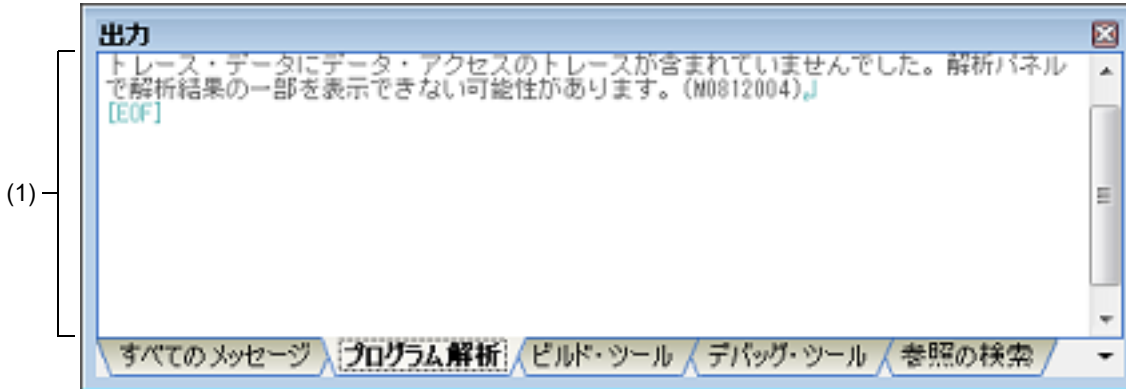 出力
トレース・データにデータ・アクセスのトレースが含まれていませんでした。解析パネル
で解析結果の一部を表示できない可能性があります。(M0812004)↲
[EOF]
(1)
すべてのメッセージ
プログラム解析
ビルド・ツール
デバッグ・ツール
参照の検索